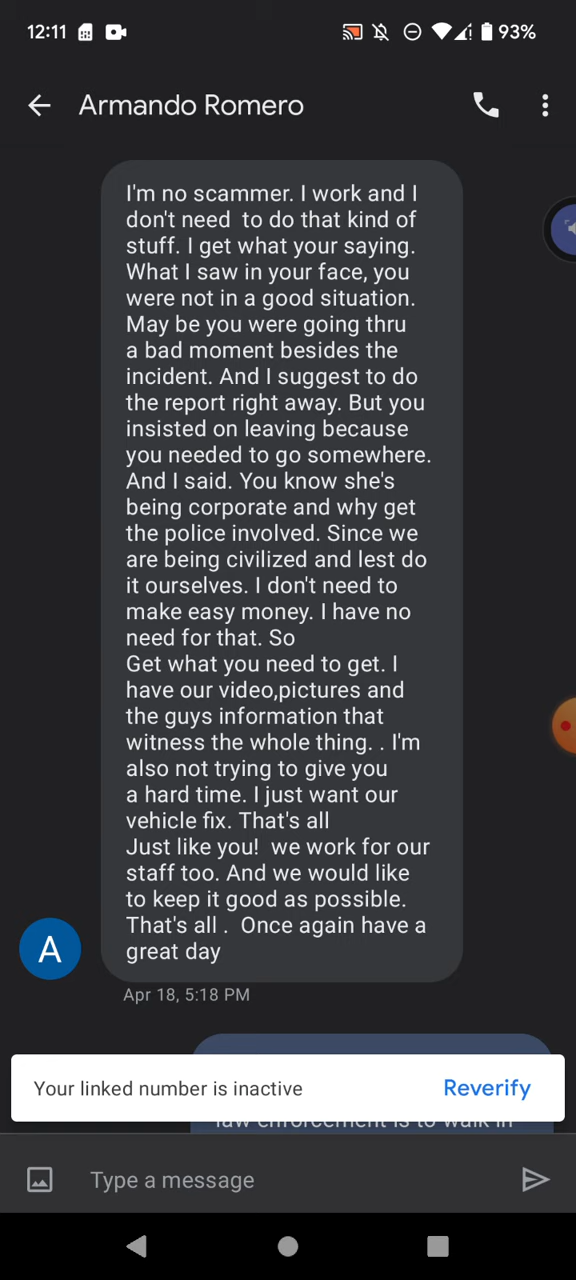 12:11
93%
Armando Romero
I'm no scammer. I work and I
don't need  to do that kind of
stuff. I get what your saying.
What I saw in your face, you
were not in a good situation.
May be you were going thru
a bad moment besides the
incident. And I suggest to do
the report right away. But you
insisted on leaving because
you needed to go somewhere.
And I said. You know she's
being corporate and why get
the police involved. Since we
are being civilized and lest do
it ourselves. I don't need to
make easy money. I have no
need for that. So
Get what you need to get. I
have our video,pictures and
the guys information that
witness the whole thing. . I'm
also not trying to give you
a hard time. I just want our
vehicle fix. That's all
Just like you!  we work for our
staff too. And we would like
to keep it good as possible.
That's all .  Once again have a
great day
A
Apr 18, 5:18 PM
Your linked number is inactive
Reverify
law enforcement is to walk in
Type a message